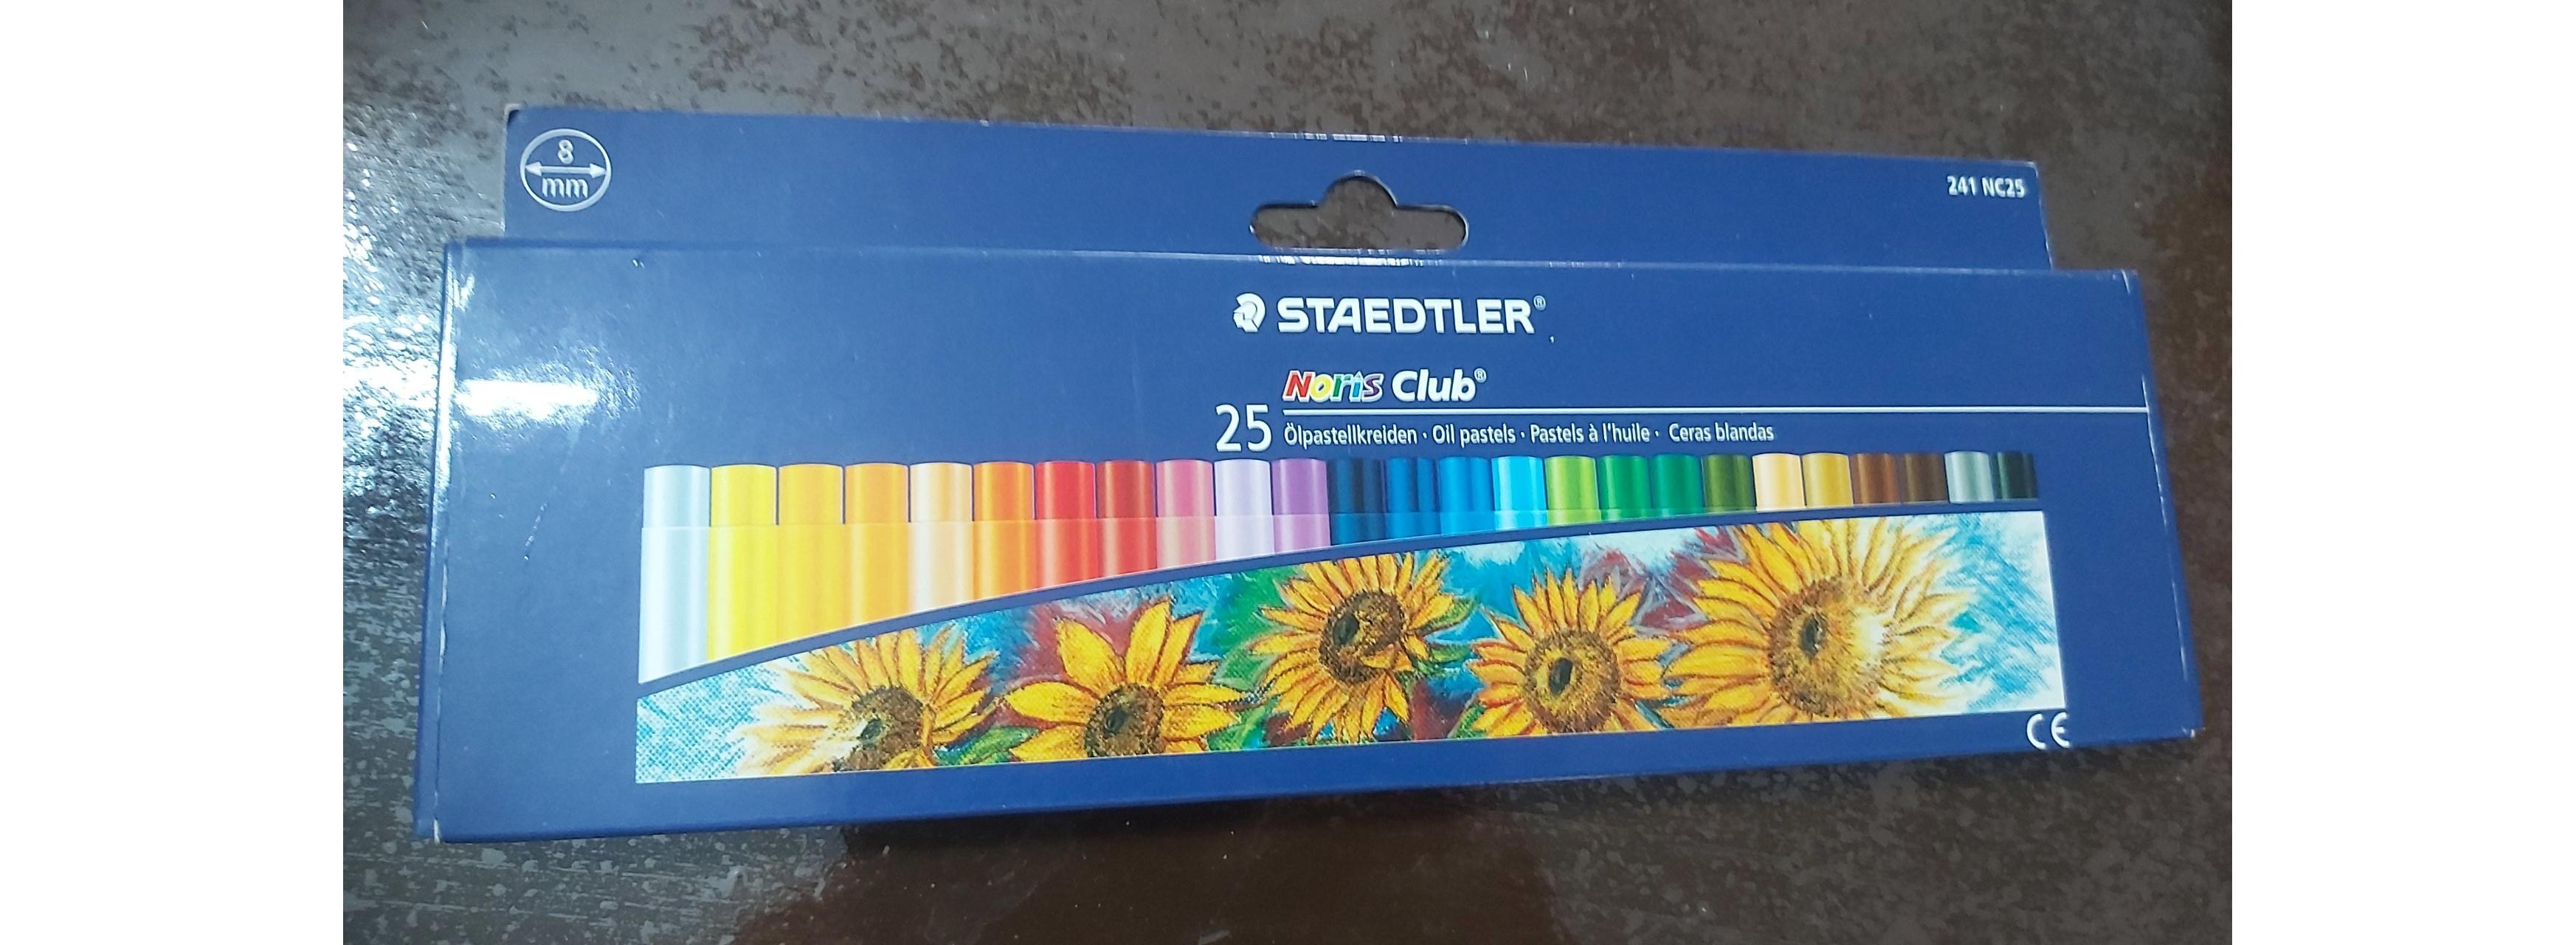 8
mm
241 NC25
STAEDTLER®
Noris Club®
25 Ölpastellkreiden · Oil pastels · Pastels à l'huile · Ceras blandas
CE